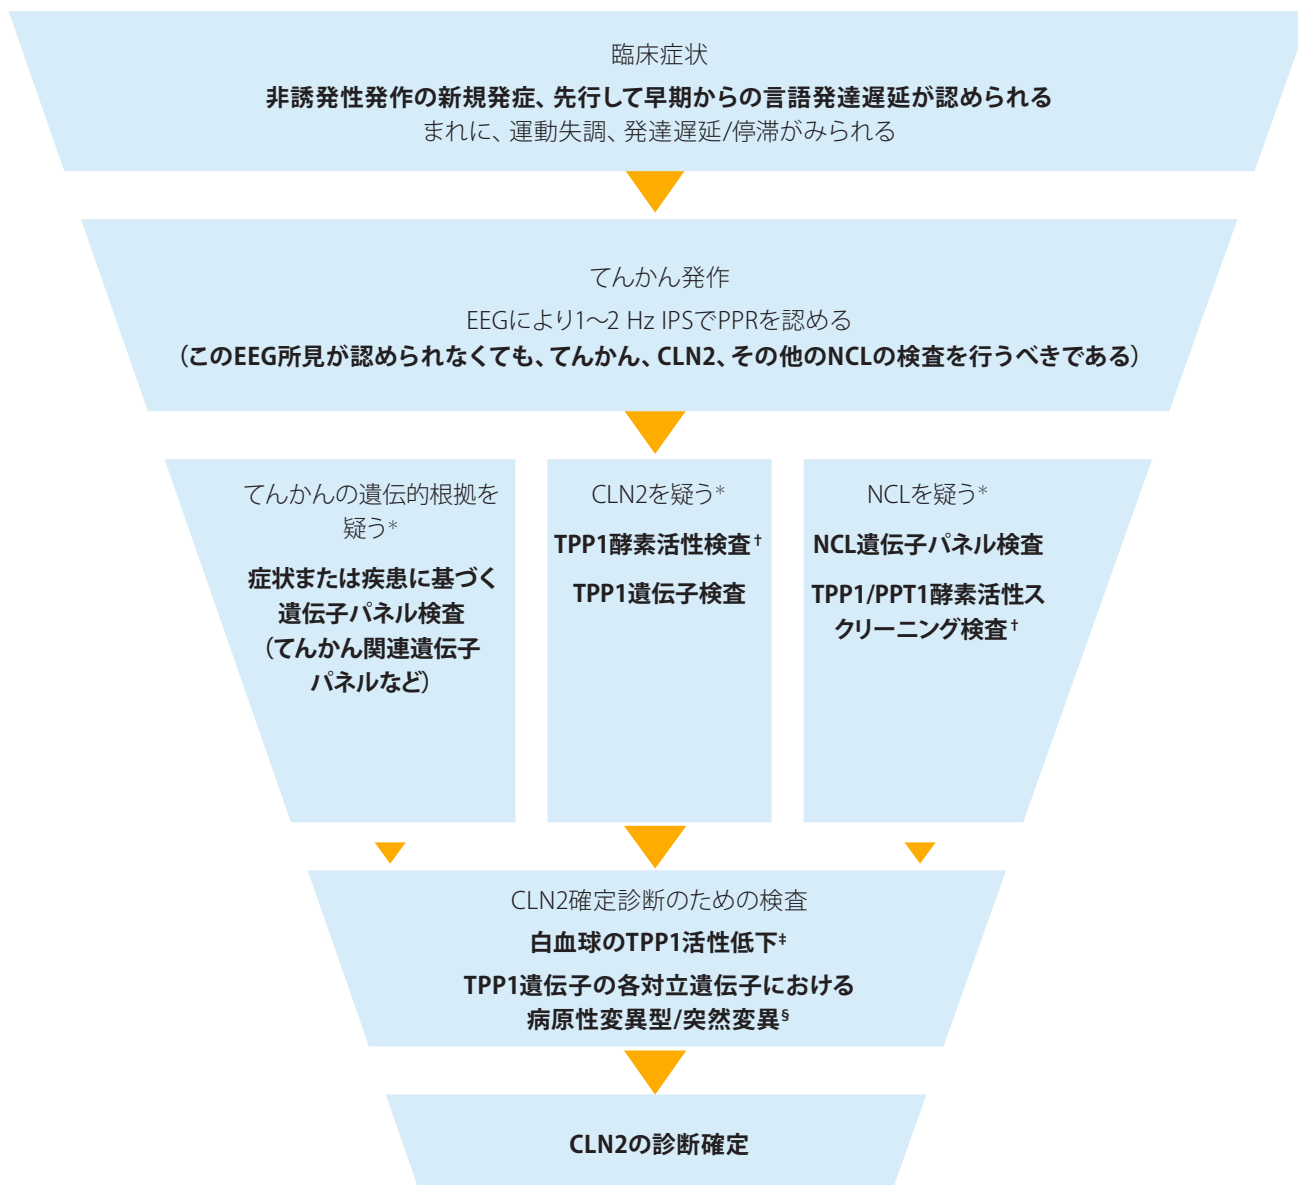 臨床症状
非誘発性発作の新規発症、先行して早期からの言語発達遅延が認められる
まれに、運動失調、発達遅延/停滞がみられる
てんかん発作
EEGにより1〜2 Hz IPSでPPRを認める
(このEEG所見が認められなくても、てんかん、CLN2、その他のNCLの検査を行うべきである)
てんかんの遺伝的根拠を
疑う*
症状または疾患に基づく
遺伝子パネル検査
(てんかん関連遺伝子
パネルなど)
CLN2を疑う*
TPP1酵素活性検査†
TPP1遺伝子検査
NCLを疑う*
NCL遺伝子パネル検査
TPP1/PPT1酵素活性ス
クリーニング検査†
CLN2確定診断のための検査
白血球のTPP1活性低下‡
TPP1遺伝子の各対立遺伝子における
病原性変異型/突然変異§
CLN2の診断確定